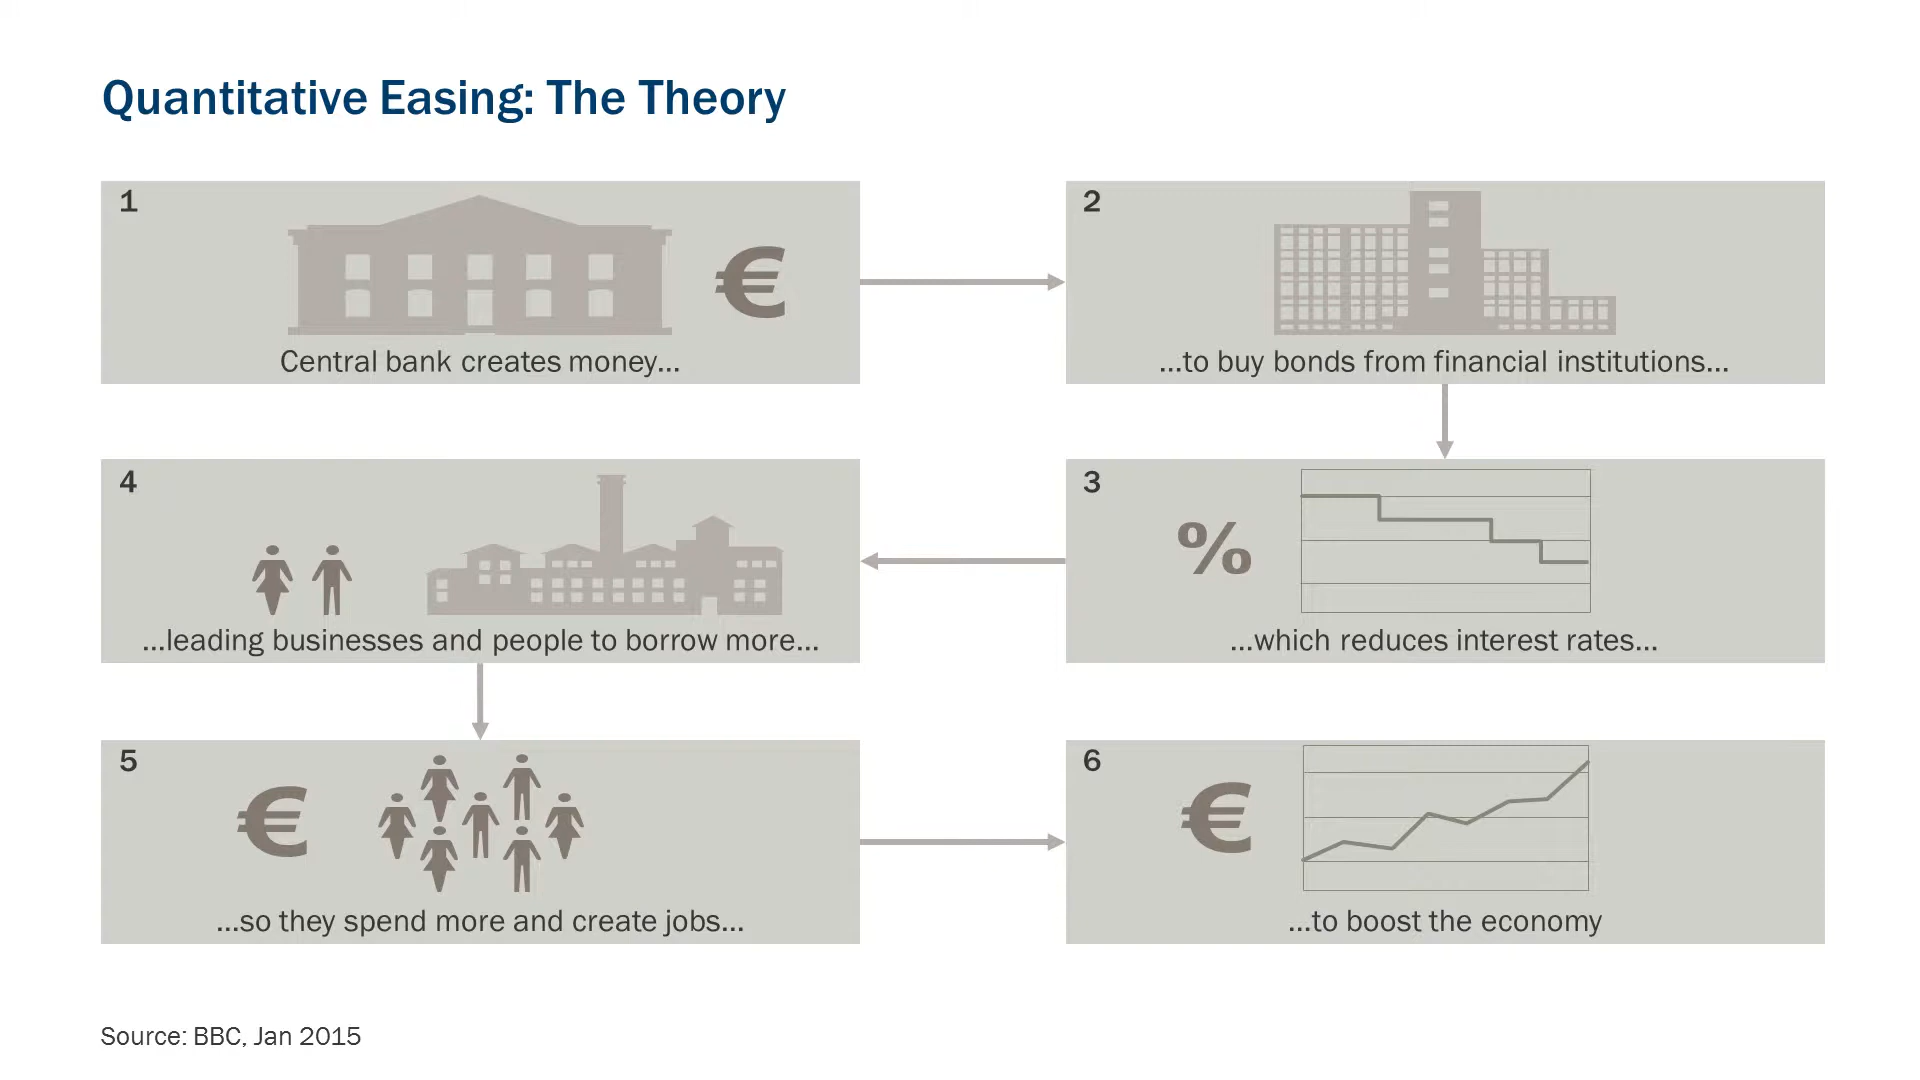 Quantitative Easing: The Theory
1
€
Central bank creates money...
2
...to buy bonds from financial institutions...
3
%
...which reduces interest rates...
4
...leading businesses and people to borrow more...
5
€
...so they spend more and create jobs...
6
€
...to boost the economy
Source: BBC, Jan 2015